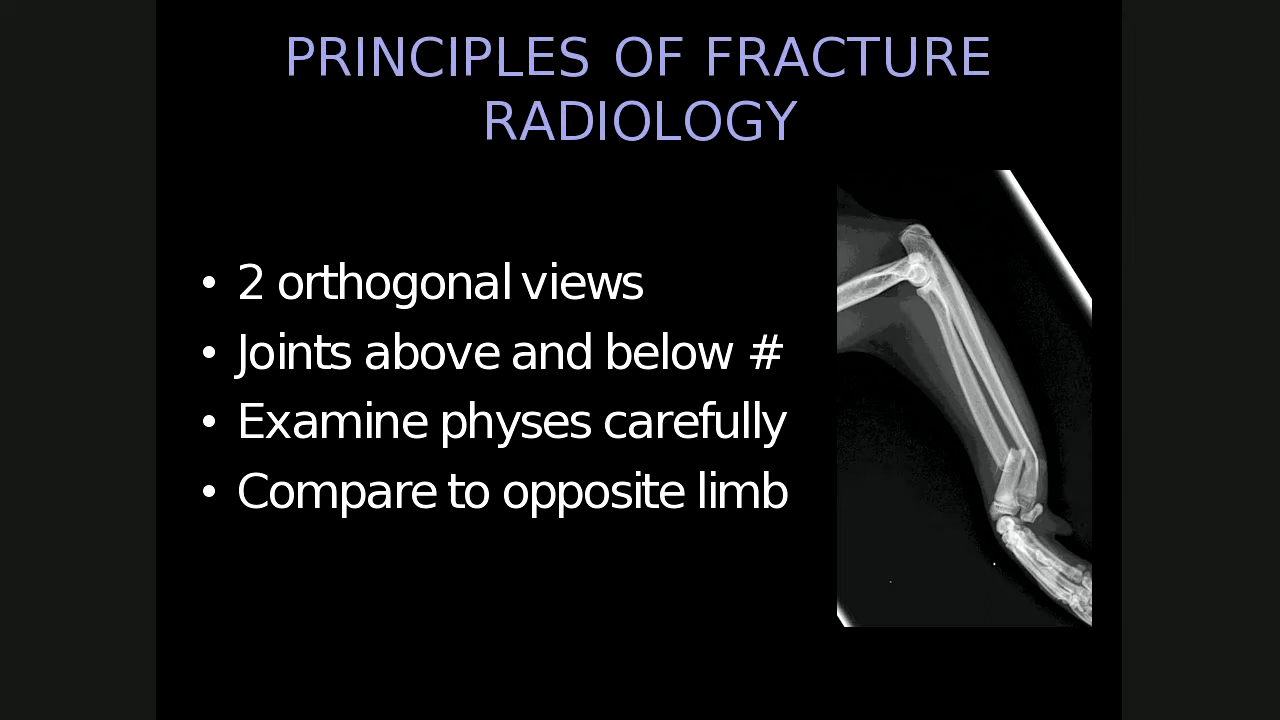 PRINCIPLES OF FRACTURE
RADIOLOGY
• 2 orthogonal views
• Joints above and below #
• Examine physes carefully
• Compare to opposite limb